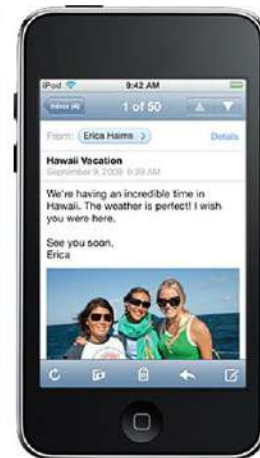 iPod 9:42 AM
Inbox (4) 1 of 50
From: Erica Haims Details
Hawaii Vacation
September 9, 2009 9:39 AM
We're having an incredible time in
Hawaii. The weather is perfect! I wish
you were here.
See you soon,
Erica